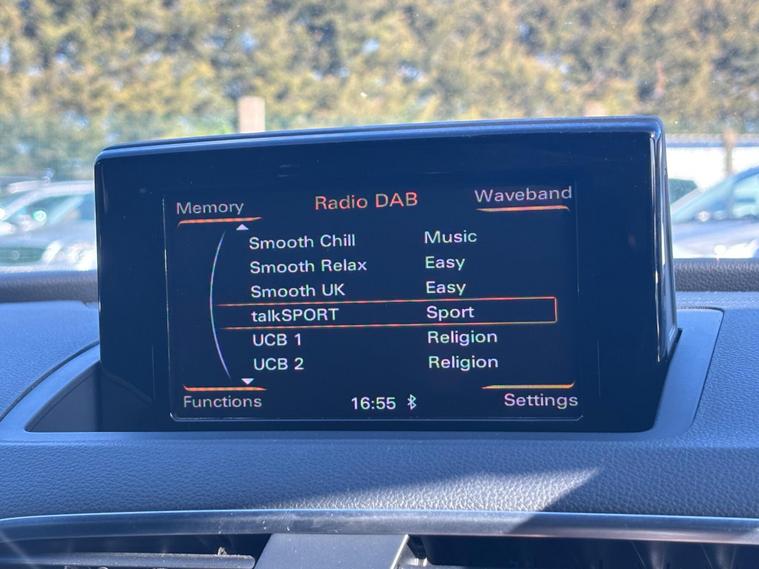 Memory Radio DAB Waveband
Smooth Chill Music
Smooth Relax Easy
Smooth UK Easy
talkSPORT Sport
UCB 1 Religion
UCB 2 Religion
Functions 16:55 Settings